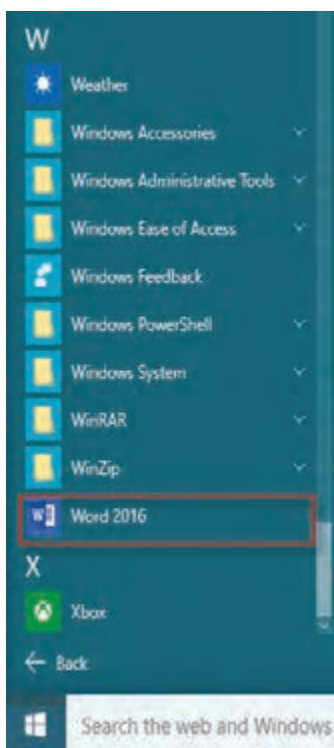 W
Weather
Windows Accessories
Windows Administrative Tools
Windows Ease of Access
Windows Feedback
Windows PowerShell
Windows System
WinRAR
WinZip
Word 2016
X
Xbox
Back
Search the web and Windows